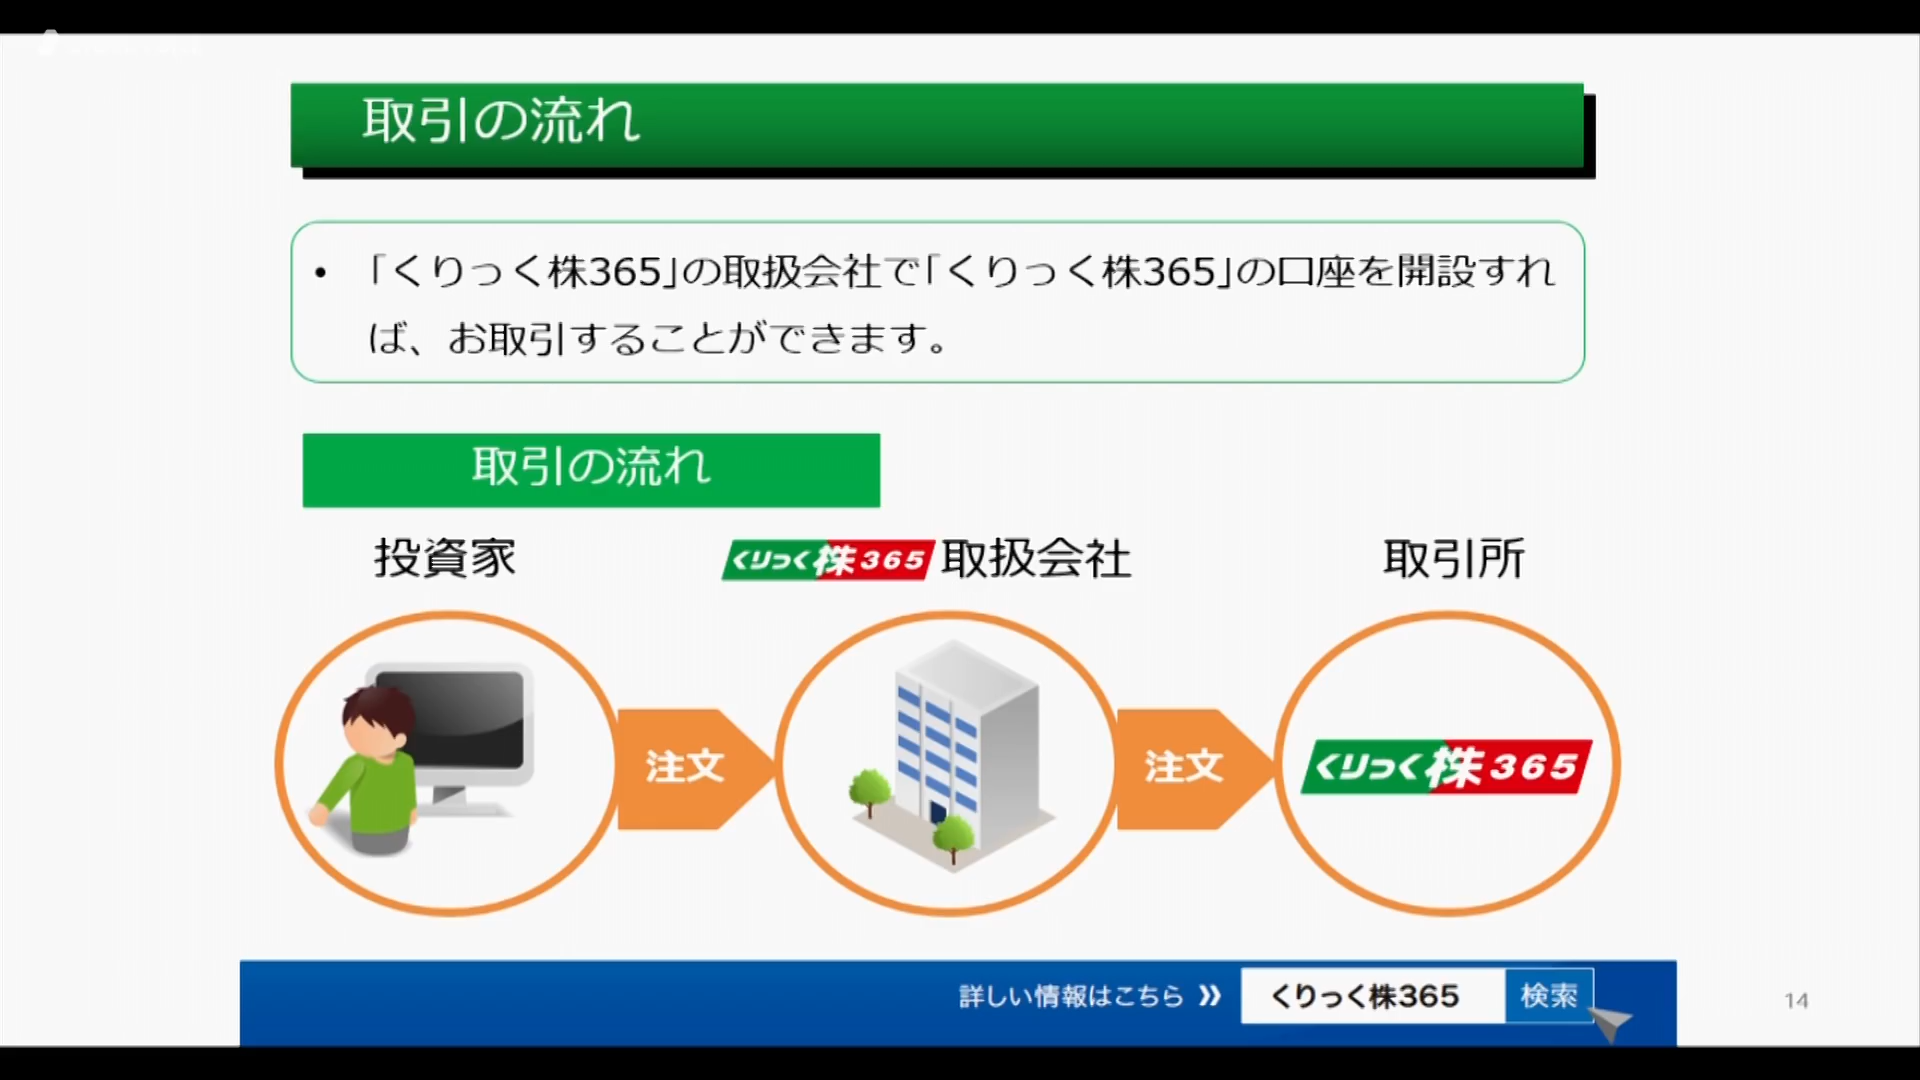 取引の流れ
• 「くりっく株365」の取扱会社で「くりっく株365」の口座を開設すれ
ば、お取引することができます。
取引の流れ
投資家
くりっく株365 取扱会社
取引所
注文
注文
くりっく株365
詳しい情報はこちら » くりっく株365 検索
14